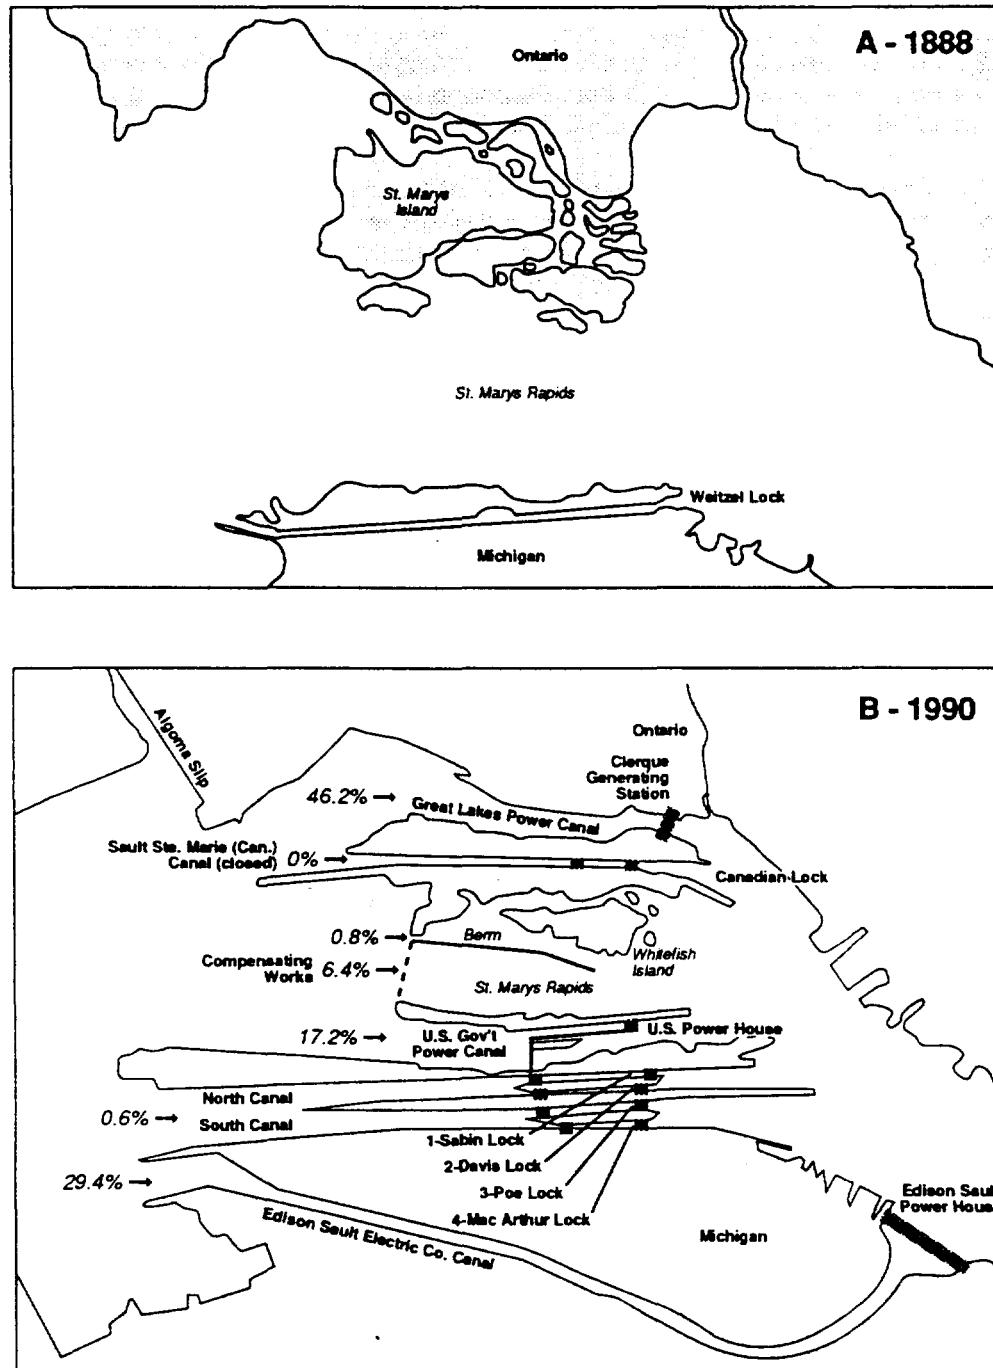 A - 1888
Ontario
St. Marys
Island
St. Marys Rapids
Weitzel Lock
Michigan
B - 1990
Algoma Slip
Ontario
Clerque
Generating
Station
46.2%
Great Lakes Power Canal
Sault Ste. Marie (Can.)
Canal (closed)
0%
Canadian Lock
0.8%
Berm
Whitefish
Island
Compensating
Works
6.4%
St. Marys Rapids
17.2%
U.S. Gov't
Power Canal
U.S. Power House
North Canal
0.6%
South Canal
1-Sabin Lock
2-Davis Lock
3-Poe Lock
4-Mac Arthur Lock
29.4%
Edison Sault Electric Co. Canal
Michigan
Edison Sault
Power House